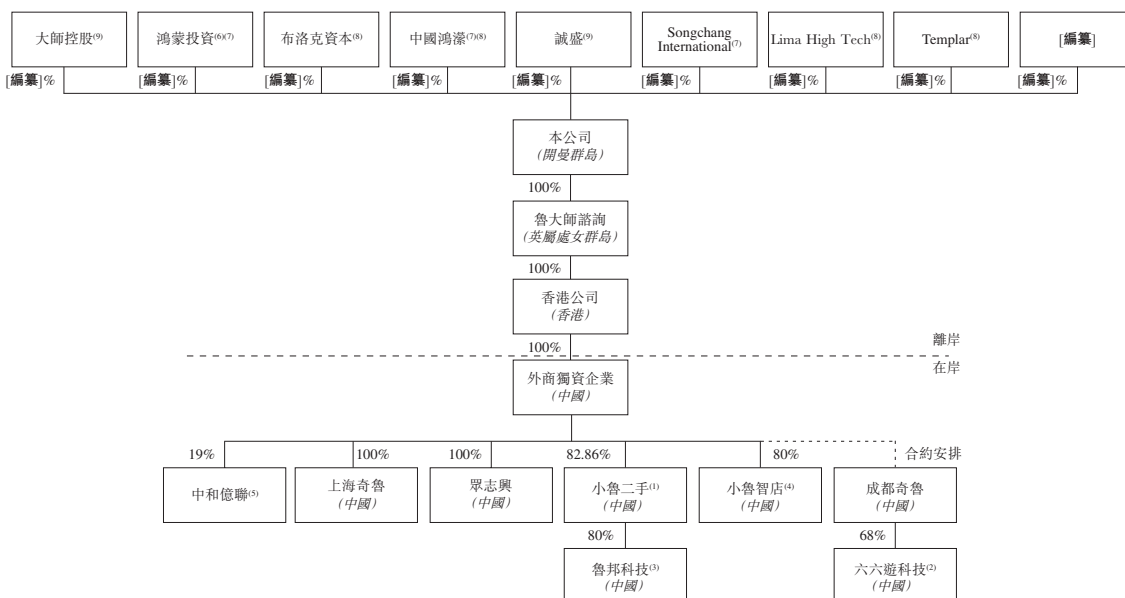 大師控股(9)
鴻蒙投資(6)(7)
布洛克資本(8)
中國鴻濛(7)(8)
誠盛(9)
Songchang
International(7)
Lima High Tech(8)
Templar(8)
[編纂]
[編纂]%
[編纂]%
[編纂]%
[編纂]%
[編纂]%
[編纂]%
[編纂]%
[編纂]%
[編纂]%
本公司
(開曼群島)
100%
魯大師諮詢
(英屬處女群島)
100%
香港公司
(香港)
100%
離岸
在岸
外商獨資企業
(中國)
19%
100%
100%
82.86%
80%
合約安排
中和億聯(5)
上海奇魯
(中國)
眾志興
(中國)
小魯二手(1)
(中國)
小魯智店(4)
(中國)
成都奇魯
(中國)
80%
68%
魯邦科技(3)
(中國)
六六遊科技(2)
(中國)